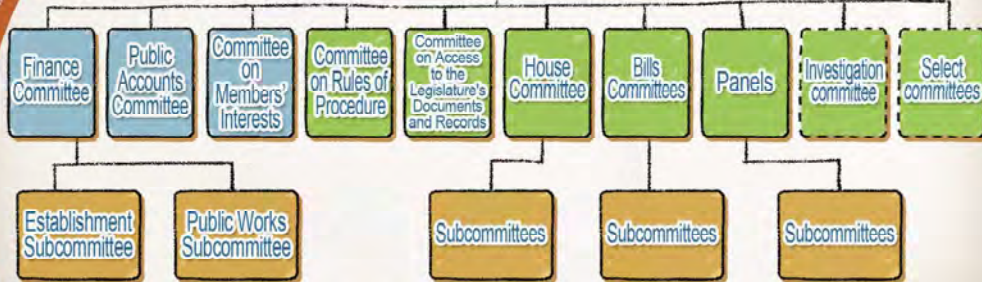 Finance
Committee
Public
Accounts
Committee
Committee
on
Members'
Interests
Committee
on Rules of
Procedure
Committee
on Access
to the
Legislature's
Documents
and Records
House
Committee
Bills
Committees
Panels
Investigation
committee
Select
committees
Establishment
Subcommittee
Public Works
Subcommittee
Subcommittees
Subcommittees
Subcommittees